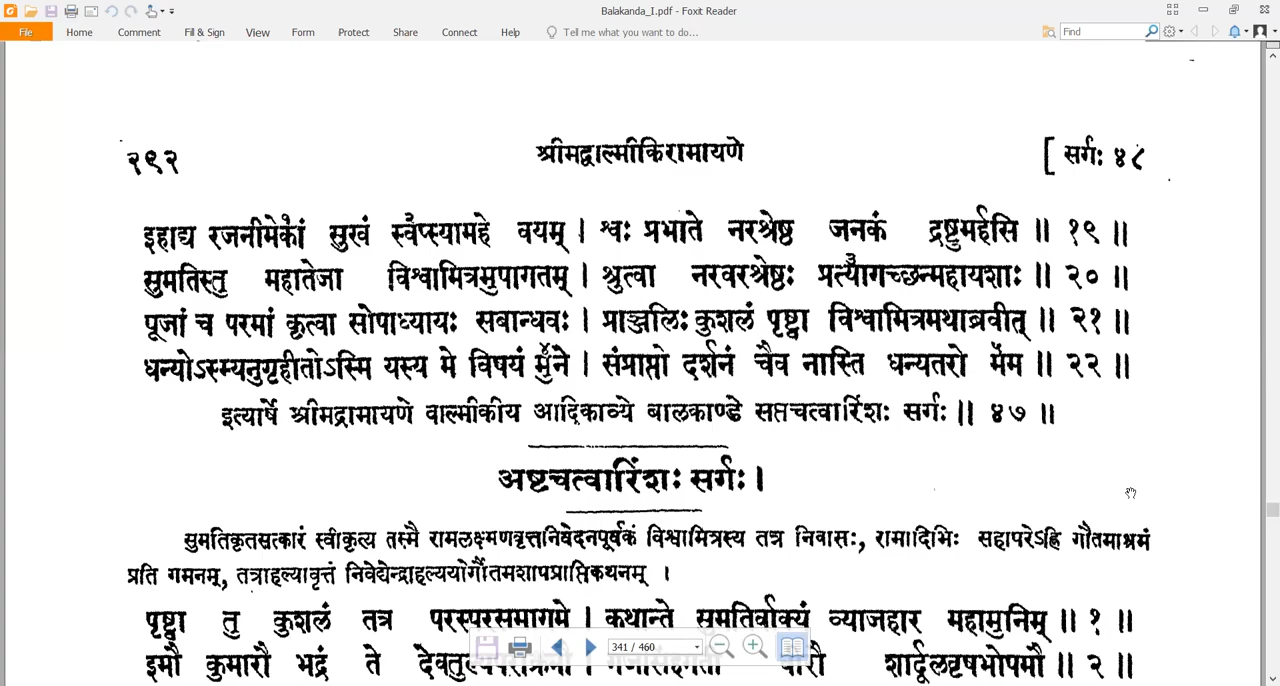 Balakanda_I.pdf - Foxit Reader
File Home Comment Fill & Sign View Form Protect Share Connect Help Tell me what you want to do... Find
२९२ श्रीमद्वाल्मीकिरामायणे [ सर्गः ४८
इहाद्य रजनीमेकां सुखं स्वप्स्यामहे वयम् । श्वः प्रभाते नरश्रेष्ठ जनकं द्रष्टुमर्हसि ॥ १९ ॥
सुमतिस्तु महातेजा विश्वामित्रमुपागतम् । श्रुत्वा नरवरश्रेष्ठः प्रत्यागच्छन्महायशाः ॥ २० ॥
पूजां च परमां कृत्वा सोपाध्यायः सबान्धवः । प्राञ्जलिः कुशलं पृष्ट्वा विश्वामित्रमथाब्रवीत् ॥ २१ ॥
धन्योऽस्म्यनुगृहीतोऽस्मि यस्य मे विषयं मुने । संप्राप्तो दर्शनं चैव नास्ति धन्यतरो मम ॥ २२ ॥
इत्यार्षे श्रीमद्रामायणे वाल्मीकीय आदिकाव्ये बालकाण्डे सप्तचत्वारिंशः सर्गः ॥ ४७ ॥
अष्टचत्वारिंशः सर्गः ।
सुमतिकृतसत्कारं स्वीकृत्य तस्मै रामलक्ष्मणवृत्तनिवेदनपूर्वकं विश्वामित्रस्य तत्र निवासः, रामादिभिः सहापरेऽह्नि गौतमाश्रमं
प्रति गमनम्, तत्राहल्यावृत्तं निवेद्येन्द्राहल्ययोर्गौतमशापप्राप्तिकथनम् ।
पृष्ट्वा तु कुशलं तत्र परस्परसमागमे । कथान्ते सुमतिर्वाक्यं व्याजहार महामुनिम् ॥ १ ॥
341 / 460
इमौ कुमारौ भद्रं ते शार्दूलवृषभोपमौ ॥ २ ॥